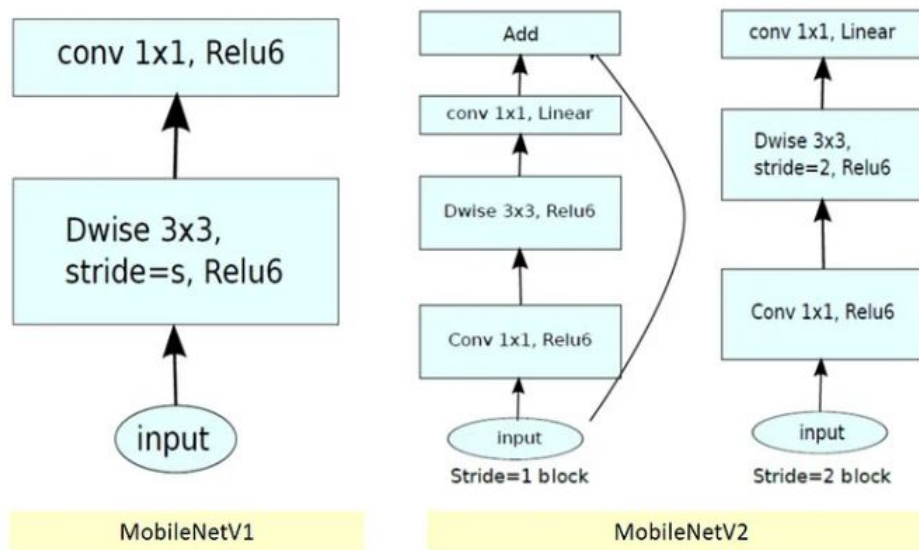 conv 1x1, Relu6
Dwise 3x3,
stride=s, Relu6
input
MobileNetV1
Add
conv 1x1, Linear
Dwise 3x3, Relu6
Conv 1x1, Relu6
input
Stride=1 block
conv 1x1, Linear
Dwise 3x3,
stride=2, Relu6
Conv 1x1, Relu6
input
Stride=2 block
MobileNetV2